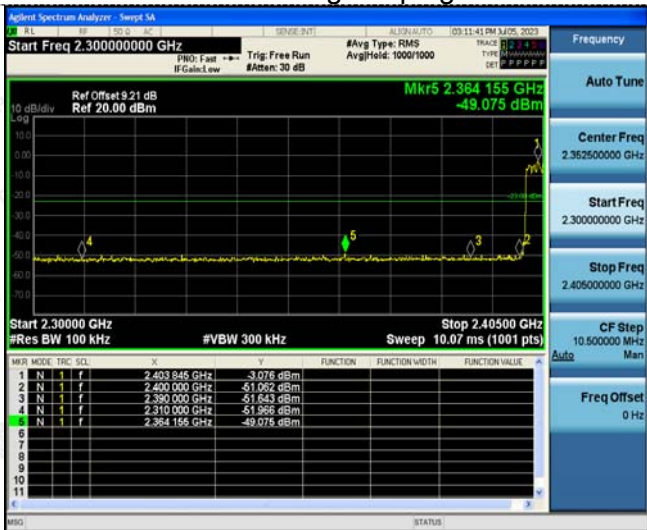 Agilent Spectrum Analyzer - Swept SA
RL RF 50 Ω AC SENSE:INT ALIGNAUTO 03:11:41 PM Jul 05, 2023
Start Freq 2.300000000 GHz
PNO: Fast
IFGain:Low
Trig: Free Run
#Atten: 30 dB
#Avg Type: RMS
Avg|Hold: 1000/1000
TRACE 1 2 3 4 5 6
TYPE
DET P P P P P P
Ref Offset 9.21 dB
Ref 20.00 dBm
10 dB/div
Log
Mkr5 2.364 155 GHz
-49.075 dBm
10.0
0.00
-10.0
-20.0
-30.0
-40.0
-50.0
-60.0
-70.0
-23.08 dBm
1
2
3
4
5
Start 2.30000 GHz
#Res BW 100 kHz
#VBW 300 kHz
Stop 2.40500 GHz
Sweep 10.07 ms (1001 pts)
MKR MODE TRC SCL X Y FUNCTION FUNCTION WIDTH FUNCTION VALUE
1 N 1 f 2.403 845 GHz -3.076 dBm
2 N 1 f 2.400 000 GHz -51.062 dBm
3 N 1 f 2.390 000 GHz -51.643 dBm
4 N 1 f 2.310 000 GHz -51.966 dBm
5 N 1 f 2.364 155 GHz -49.075 dBm
6
7
8
9
10
11
MSG
STATUS
Frequency
Auto Tune
Center Freq
2.352500000 GHz
Start Freq
2.300000000 GHz
Stop Freq
2.405000000 GHz
CF Step
10.500000 MHz
Auto Man
Freq Offset
0 Hz